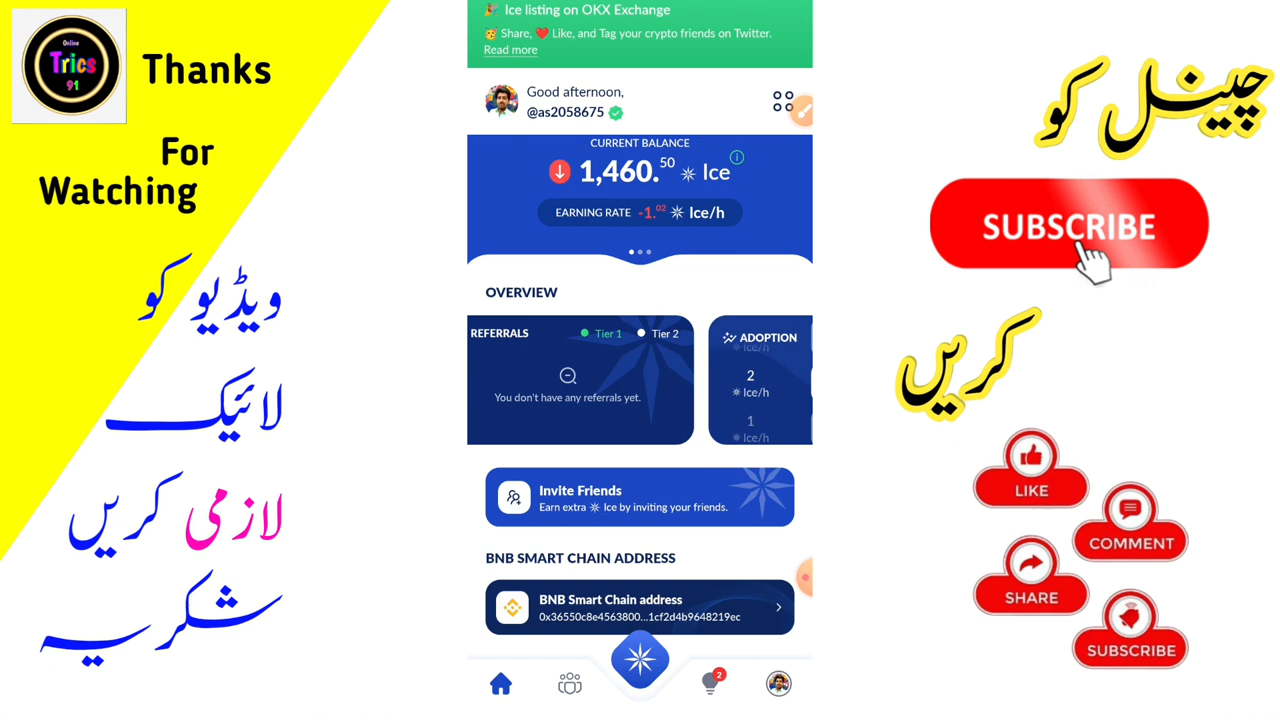 Online
Trics
91
Thanks
For
Watching
ویڈیو کو
لائیک
لازمی کریں
شکریہ
Ice listing on OKX Exchange
Share, Like, and Tag your crypto friends on Twitter.
Read more
Good afternoon,
@as2058675
CURRENT BALANCE
1,460.50 Ice
EARNING RATE -1.02 Ice/h
OVERVIEW
REFERRALS Tier 1 Tier 2
You don't have any referrals yet.
ADOPTION
Ice/h
2
Ice/h
1
Ice/h
Invite Friends
Earn extra Ice by inviting your friends.
BNB SMART CHAIN ADDRESS
BNB Smart Chain address
0x36550c8e4563800...1cf2d4b9648219ec
2
چینل کو
SUBSCRIBE
کریں
LIKE
COMMENT
SHARE
SUBSCRIBE